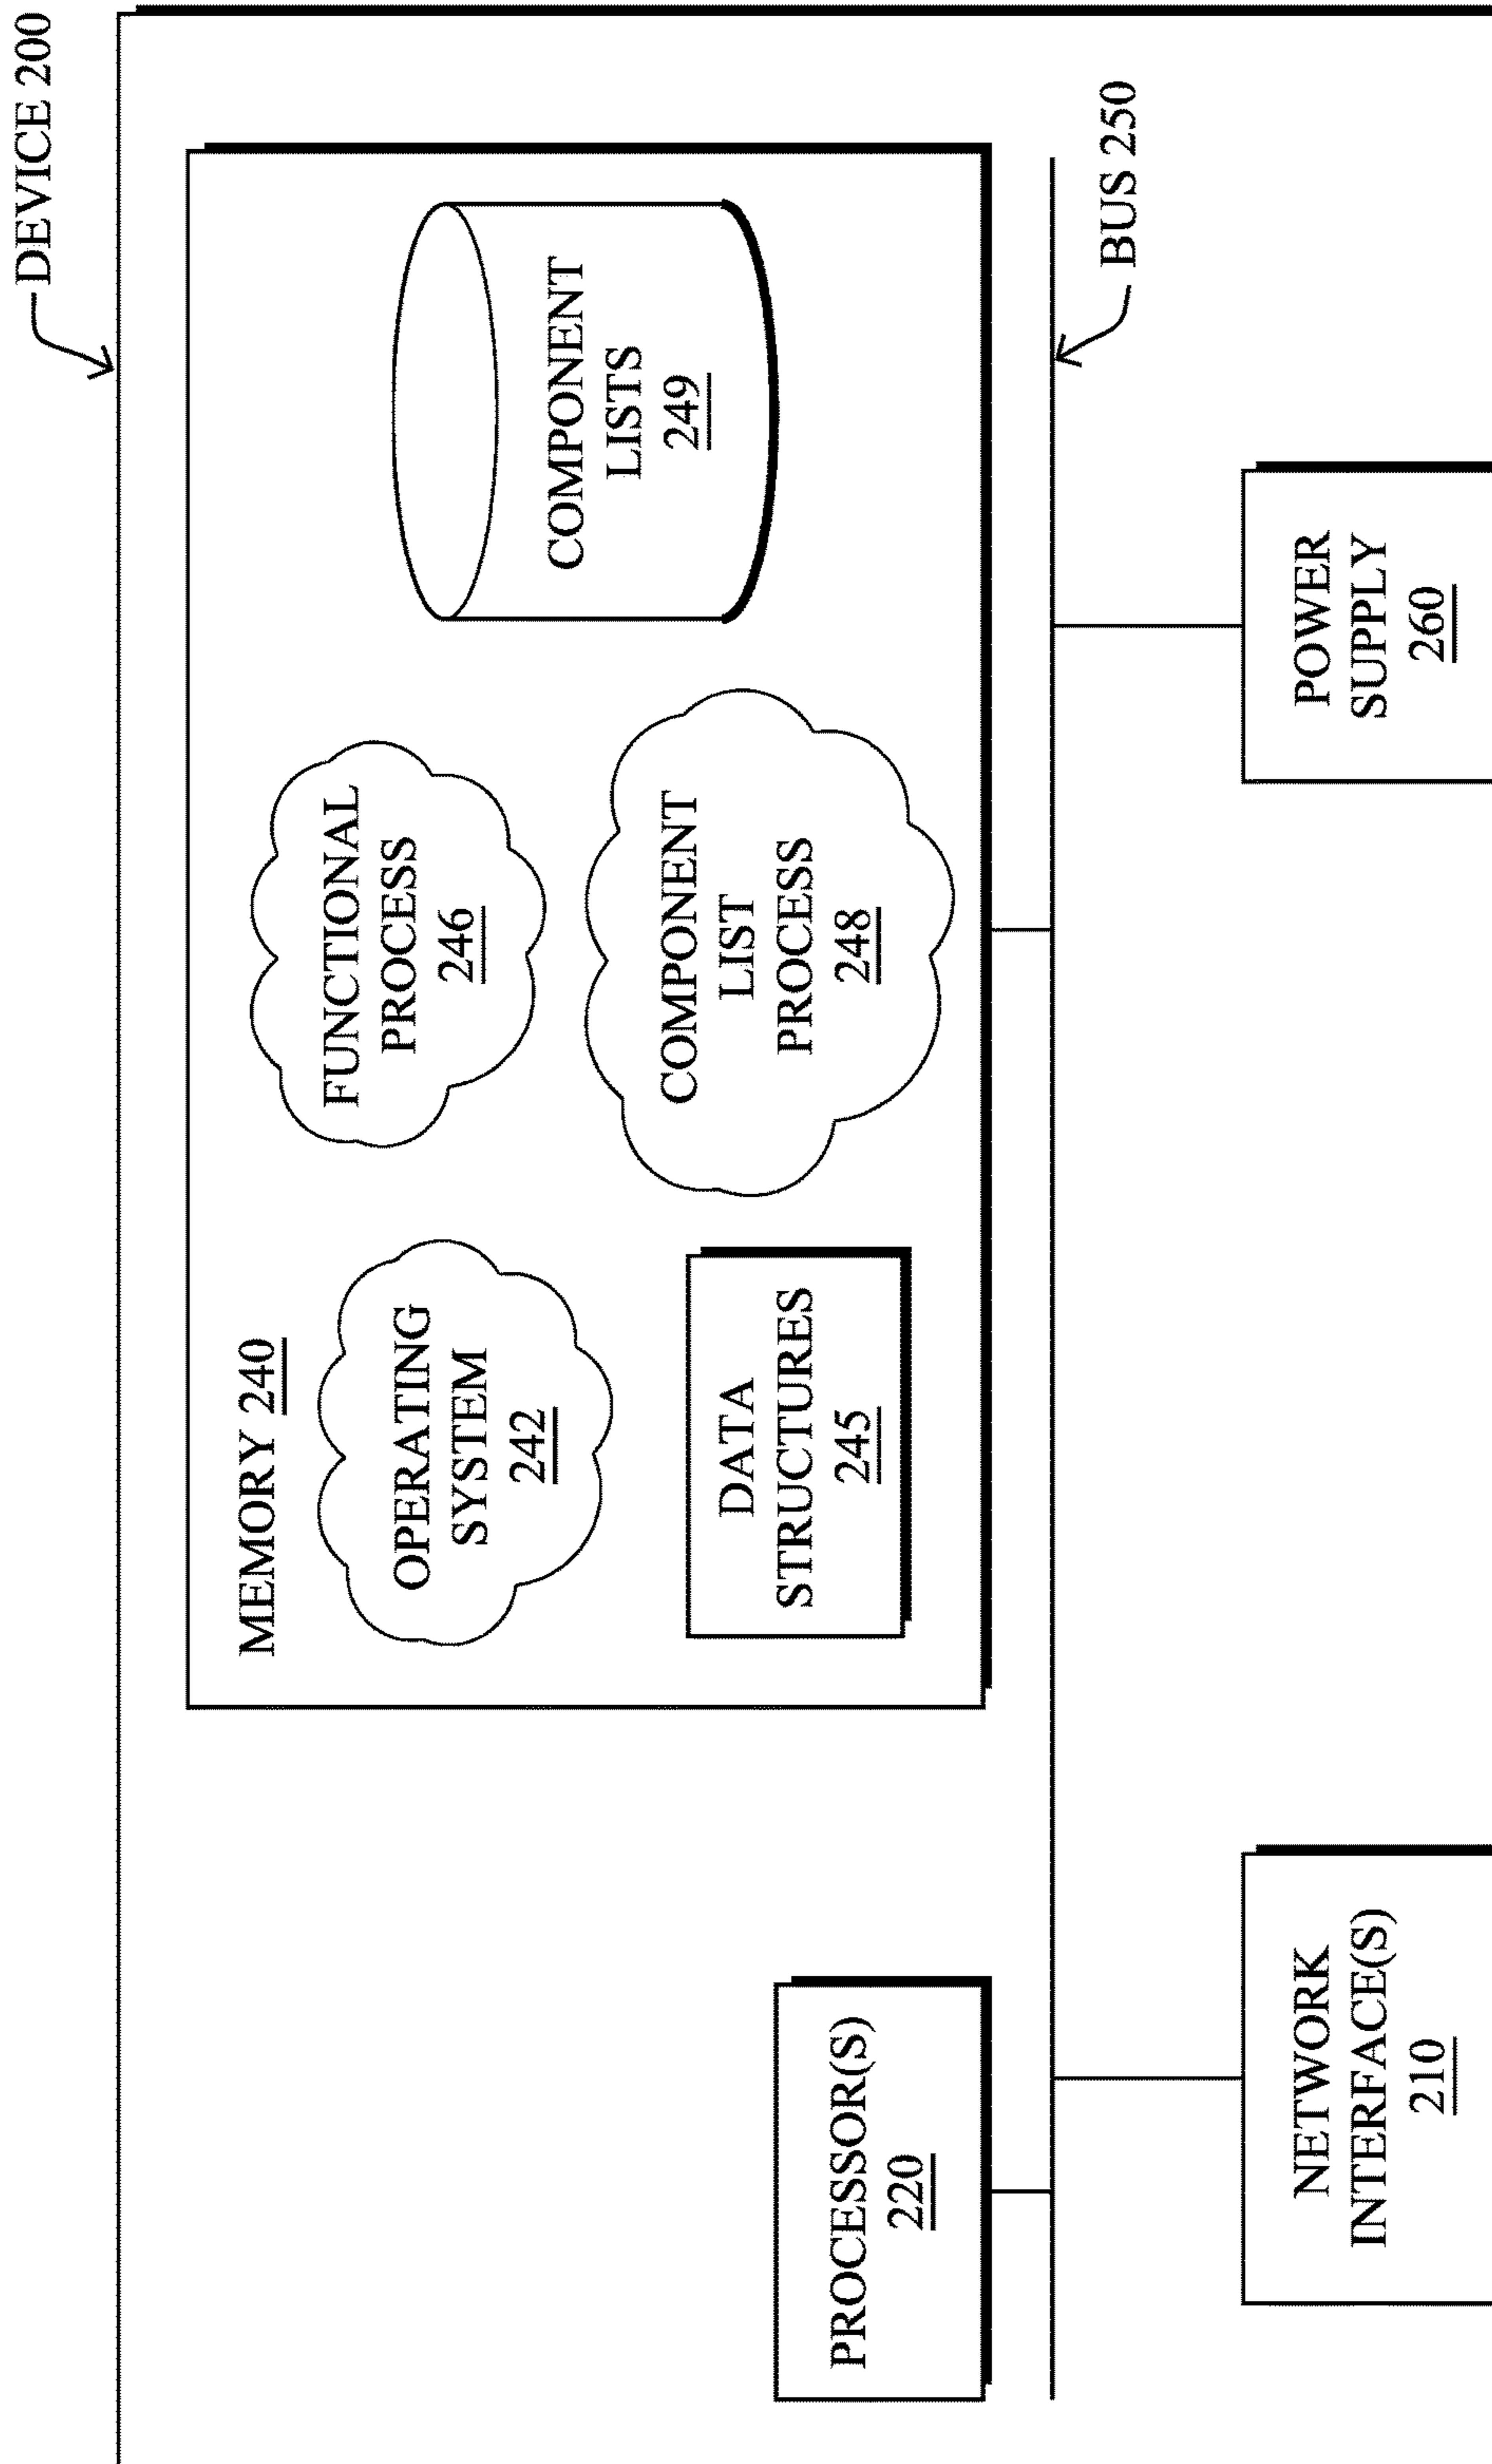 DEVICE 200
MEMORY 240
OPERATING
SYSTEM
242
FUNCTIONAL
PROCESS
246
DATA
STRUCTURES
245
COMPONENT
LIST
PROCESS
248
COMPONENT
LISTS
249
PROCESSOR(S)
220
BUS 250
NETWORK
INTERFACE(S)
210
POWER
SUPPLY
260